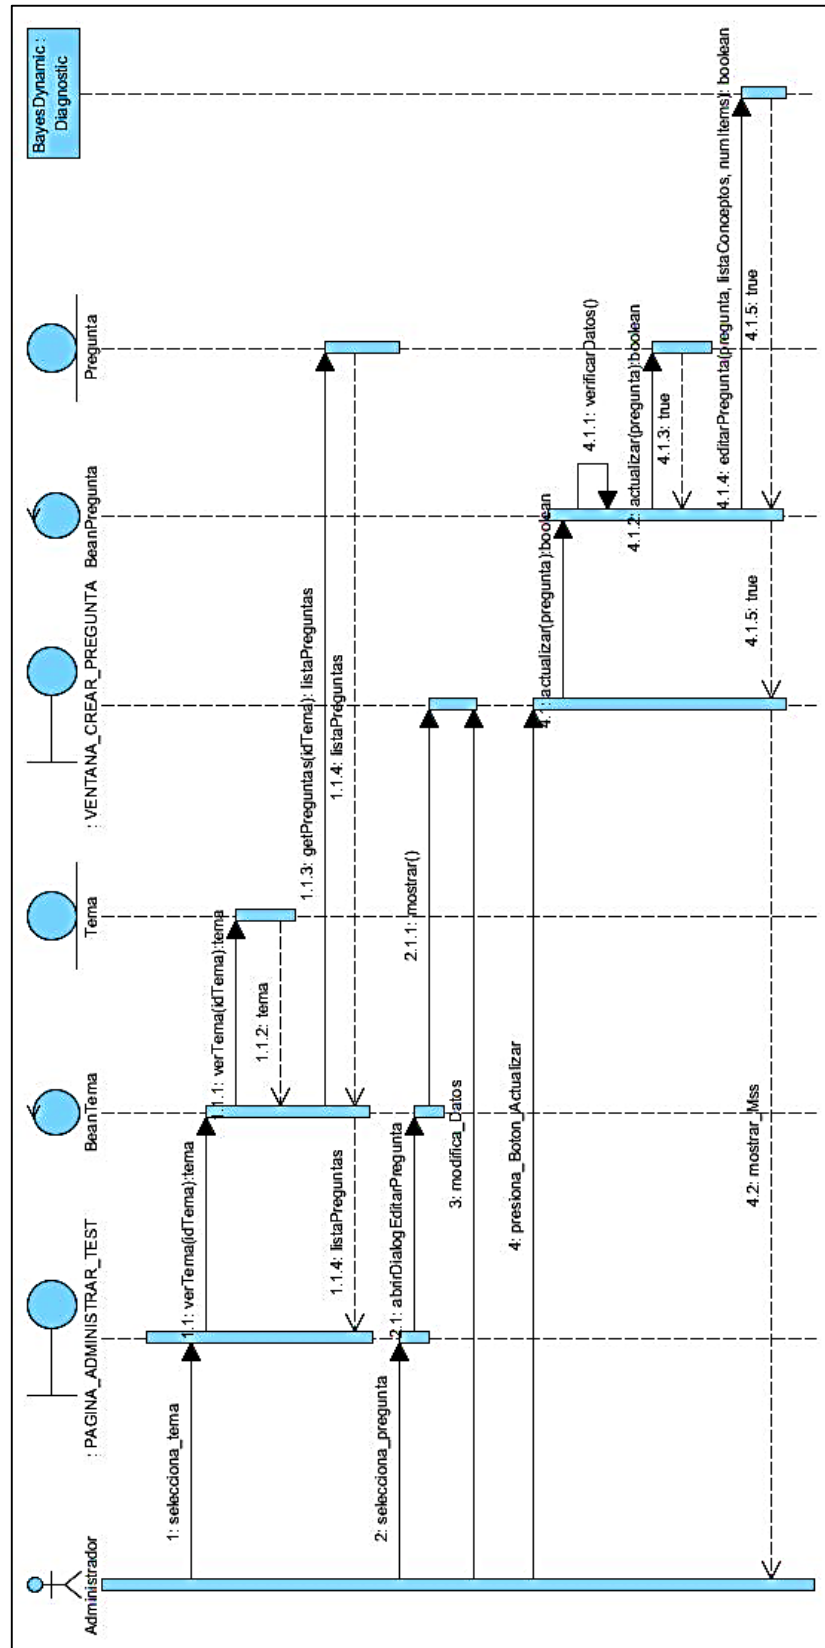 Administrador
: PAGINA_ADMINISTRAR_TEST
BeanTema
Tema
: VENTANA_CREAR_PREGUNTA
BeanPregunta
Pregunta
BayesDynamic :
Diagnostic
1: selecciona_tema
1.1: verTema(idTema):tema
1.1.1: verTema(idTema):tema
1.1.2: tema
1.1.3: getPreguntas(idTema): listaPreguntas
1.1.4: listaPreguntas
1.1.4: listaPreguntas
2: selecciona_pregunta
2.1: abrirDialogEditarPregunta
2.1.1: mostrar()
3: modifica_Datos
4: presiona_Boton_Actualizar
4.1: actualizar(pregunta):boolean
4.1.1: verificarDatos()
4.1.2: actualizar(pregunta):boolean
4.1.3: true
4.1.4: editarPregunta(pregunta, listaConceptos, numItems): boolean
4.1.5: true
4.1.5: true
4.2: mostrar_Mss